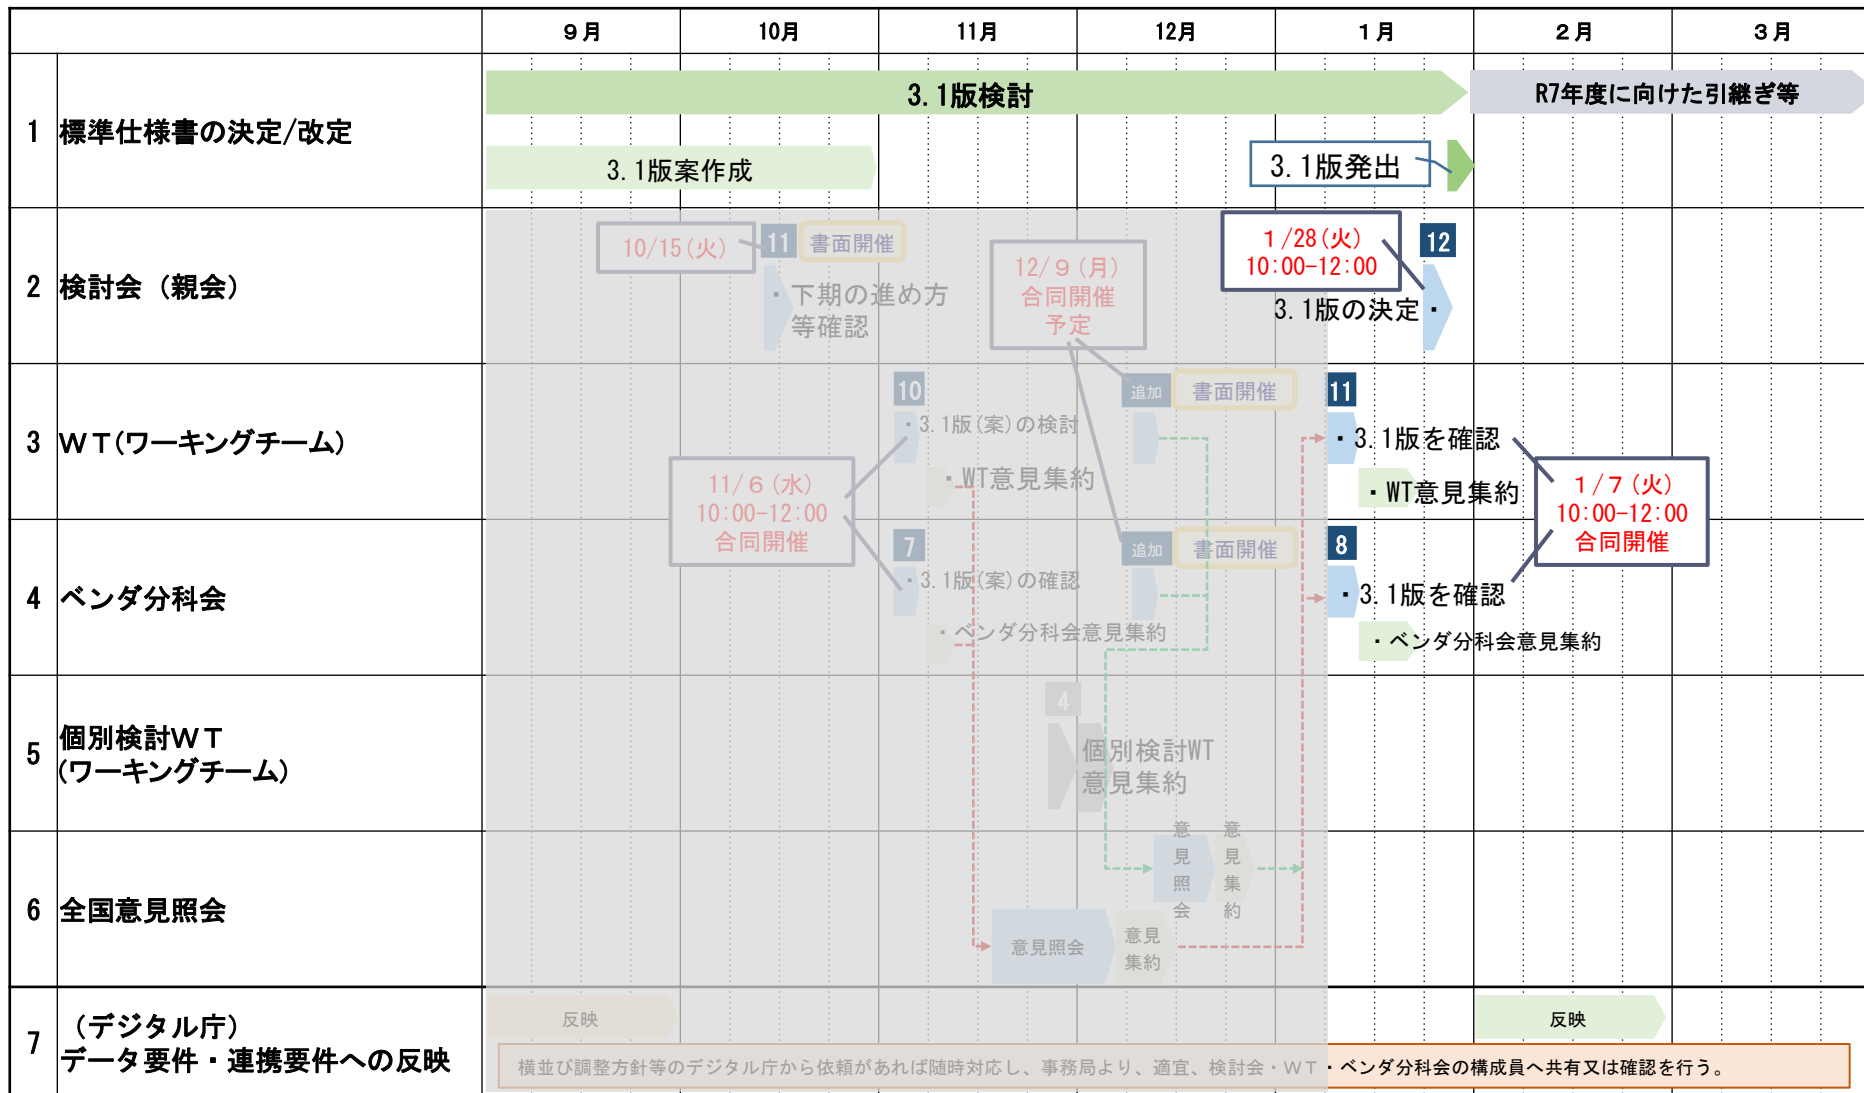 ９月 10月 11月 12月 １月 ２月 ３月
1 標準仕様書の決定/改定
3.1版検討
R7年度に向けた引継ぎ等
3.1版案作成
3.1版発出
2 検討会（親会）
10/15(火)
11
書面開催
・下期の進め方
等確認
12/９(月)
合同開催
予定
１/28(火)
10:00-12:00
12
3.1版の決定・
3 ＷＴ(ワーキングチーム)
10
・3.1版(案)の検討
・WT意見集約
11/６(水)
10:00-12:00
合同開催
追加
書面開催
11
・3.1版を確認
・WT意見集約
１/７(火)
10:00-12:00
合同開催
4 ベンダ分科会
7
・3.1版(案)の確認
・ベンダ分科会意見集約
追加
書面開催
8
・3.1版を確認
・ベンダ分科会意見集約
5 個別検討ＷＴ
(ワーキングチーム)
4
個別検討WT
意見集約
6 全国意見照会
意見照会
意見集約
意見照会
意見
集約
7 （デジタル庁）
データ要件・連携要件への反映
反映
反映
横並び調整方針等のデジタル庁から依頼があれば随時対応し、事務局より、適宜、検討会・ＷＴ・ベンダ分科会の構成員へ共有又は確認を行う。